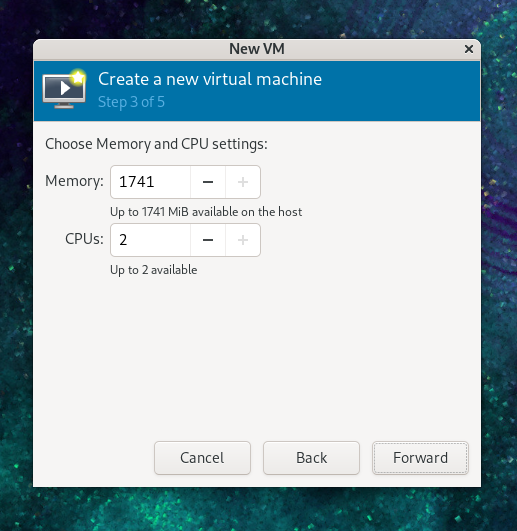 New VM
Create a new virtual machine
Step 3 of 5
Choose Memory and CPU settings:
Memory: 1741
Up to 1741 MiB available on the host
CPUs: 2
Up to 2 available
Cancel Back Forward